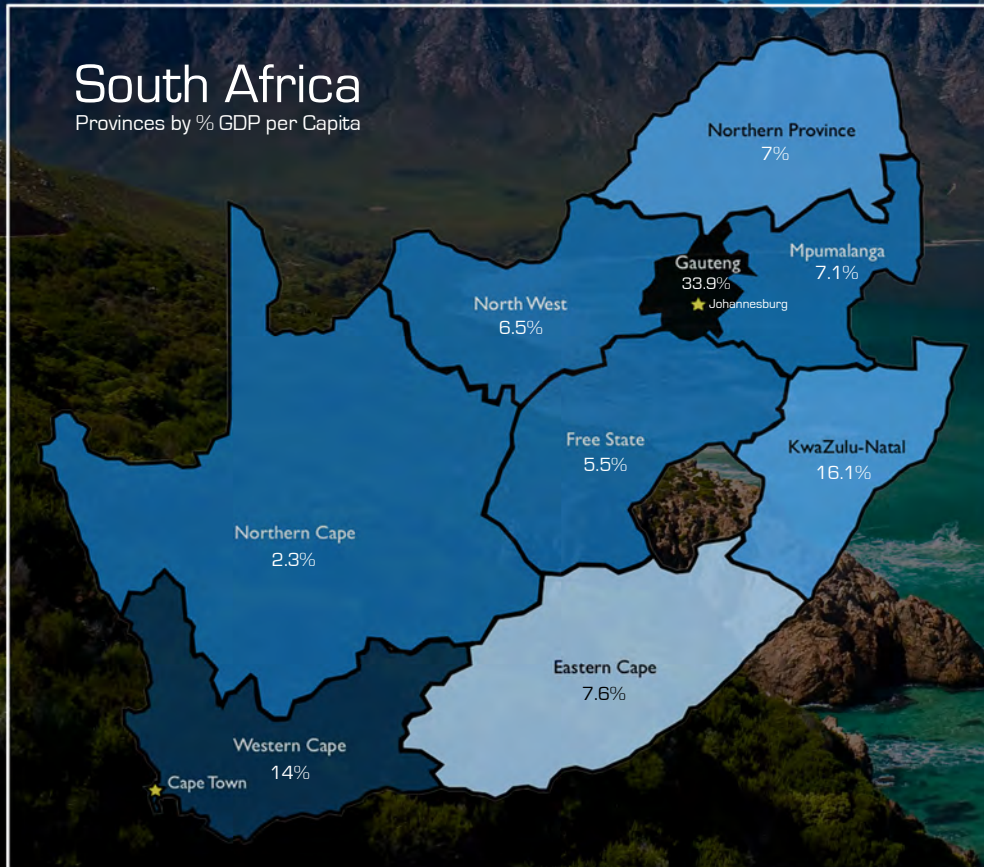 South Africa
Provinces by % GDP per Capita
Northern Province
7%
Mpumalanga
7.1%
Gauteng
33.9%
Johannesburg
North West
6.5%
Free State
5.5%
KwaZulu-Natal
16.1%
Northern Cape
2.3%
Eastern Cape
7.6%
Western Cape
14%
Cape Town